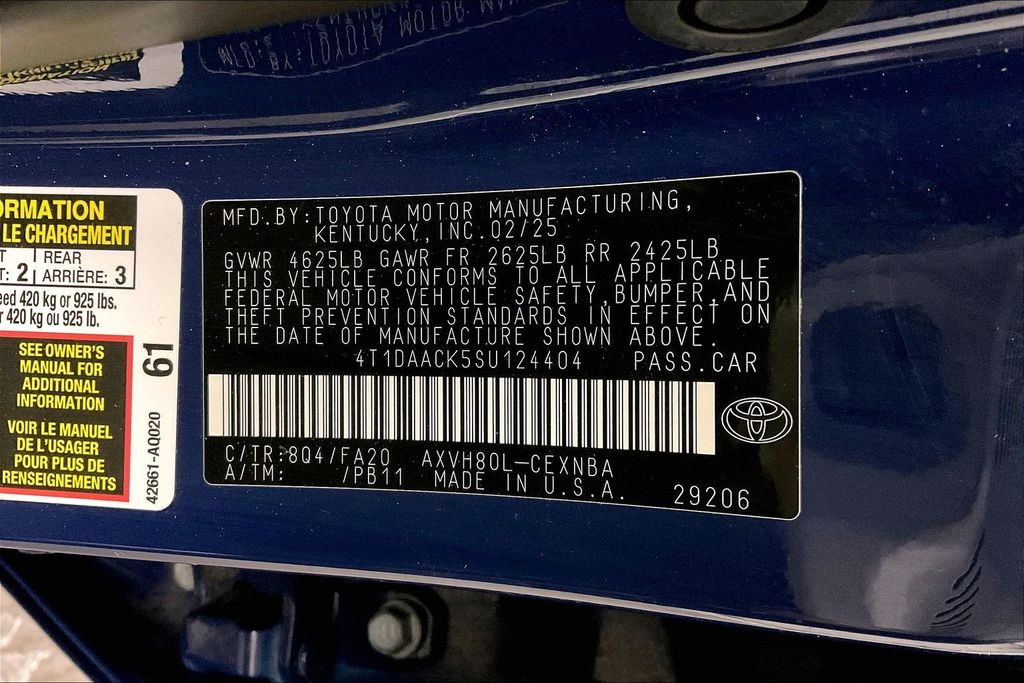 ORMATION
LE CHARGEMENT
REAR
: 2 ARRIÈRE: 3
eed 420 kg or 925 lbs.
r 420 kg ou 925 lb.
SEE OWNER'S
MANUAL FOR
ADDITIONAL
INFORMATION
VOIR LE MANUEL
DE L'USAGER
POUR PLUS DE
RENSEIGNEMENTS
61
42661-AQ020
MFD.BY:TOYOTA MOTOR MANUFACTURING,
KENTUCKY,INC.02/25
GVWR 4625LB GAWR FR 2625LB RR 2425LB
THIS VEHICLE CONFORMS TO ALL APPLICABLE
FEDERAL MOTOR VEHICLE SAFETY,BUMPER,AND
THEFT PREVENTION STANDARDS IN EFFECT ON
THE DATE OF MANUFACTURE SHOWN ABOVE.
4T1DAACK5SU124404 PASS.CAR
C/TR:8Q4/FA20 AXVH80L-CEXNBA
A/TM: /PB11 MADE IN U.S.A. 29206